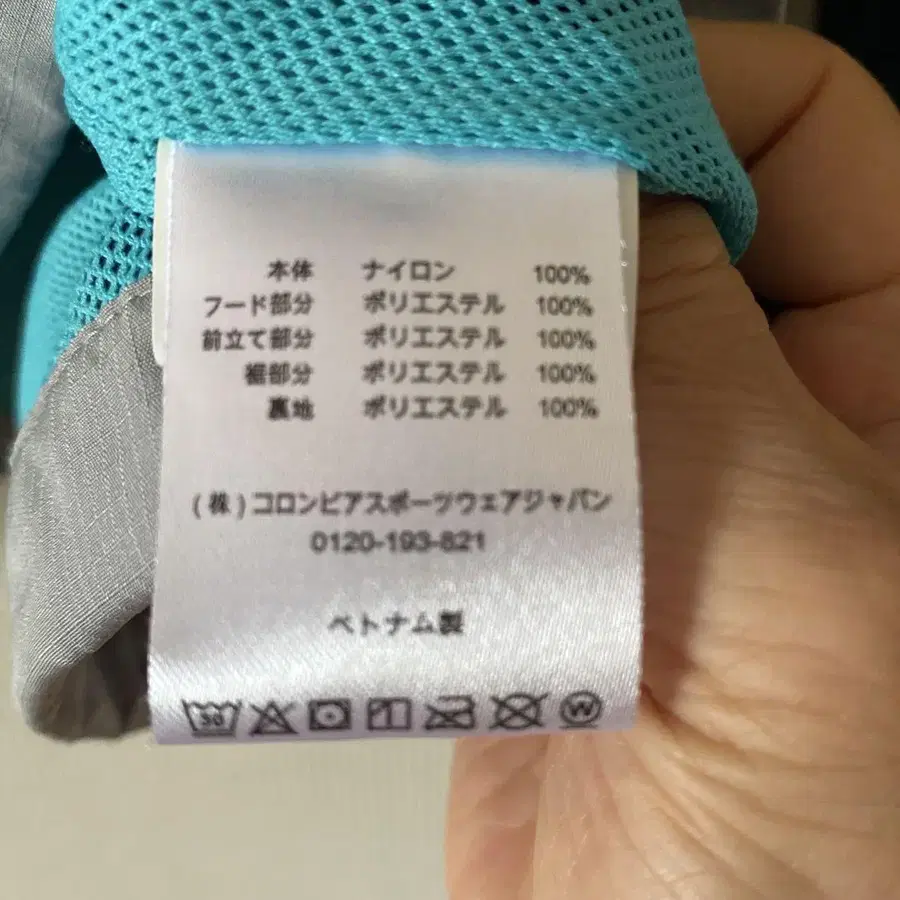 本体 ナイロン 100%
フード部分 ポリエステル 100%
前立て部分 ポリエステル 100%
裾部分 ポリエステル 100%
裏地 ポリエステル 100%
(株)コロンビアスポーツウェアジャパン
0120-193-821
ベトナム製
30 W